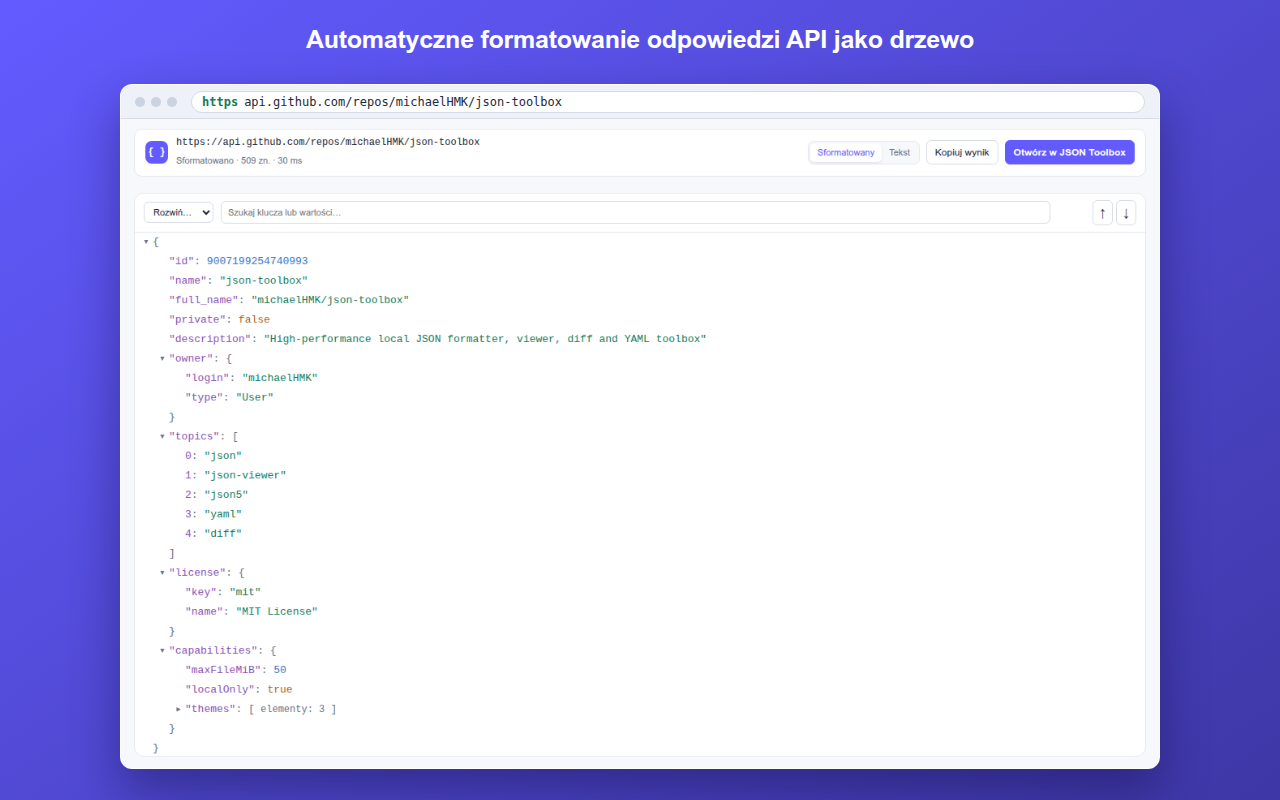 Automatyczne formatowanie odpowiedzi API jako drzewo
https api.github.com/repos/michaelHMK/json-toolbox
{ }
https://api.github.com/repos/michaelHMK/json-toolbox
Sformatowano · 509 zn. · 30 ms
Sformatowany Tekst Kopiuj wynik Otwórz w JSON Toolbox
Rozwiń… Szukaj klucza lub wartości… ↑ ↓
▾ {
"id": 9007199254740993
"name": "json-toolbox"
"full_name": "michaelHMK/json-toolbox"
"private": false
"description": "High-performance local JSON formatter, viewer, diff and YAML toolbox"
▾ "owner": {
"login": "michaelHMK"
"type": "User"
}
▾ "topics": [
0: "json"
1: "json-viewer"
2: "json5"
3: "yaml"
4: "diff"
]
▾ "license": {
"key": "mit"
"name": "MIT License"
}
▾ "capabilities": {
"maxFileMiB": 50
"localOnly": true
▸ "themes": [ elementy: 3 ]
}
}